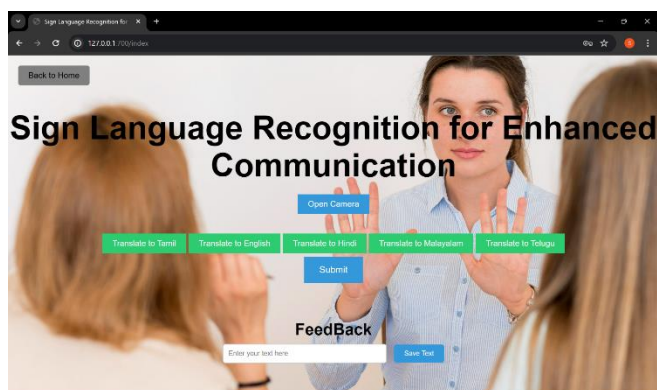 Sign Language Recognition for
127.0.0.1:700/index
Back to Home
Sign Language Recognition for Enhanced
Communication
Open Camera
Translate to Tamil Translate to English Translate to Hindi Translate to Malayalam Translate to Telugu
Submit
FeedBack
Enter your text here
Save Text